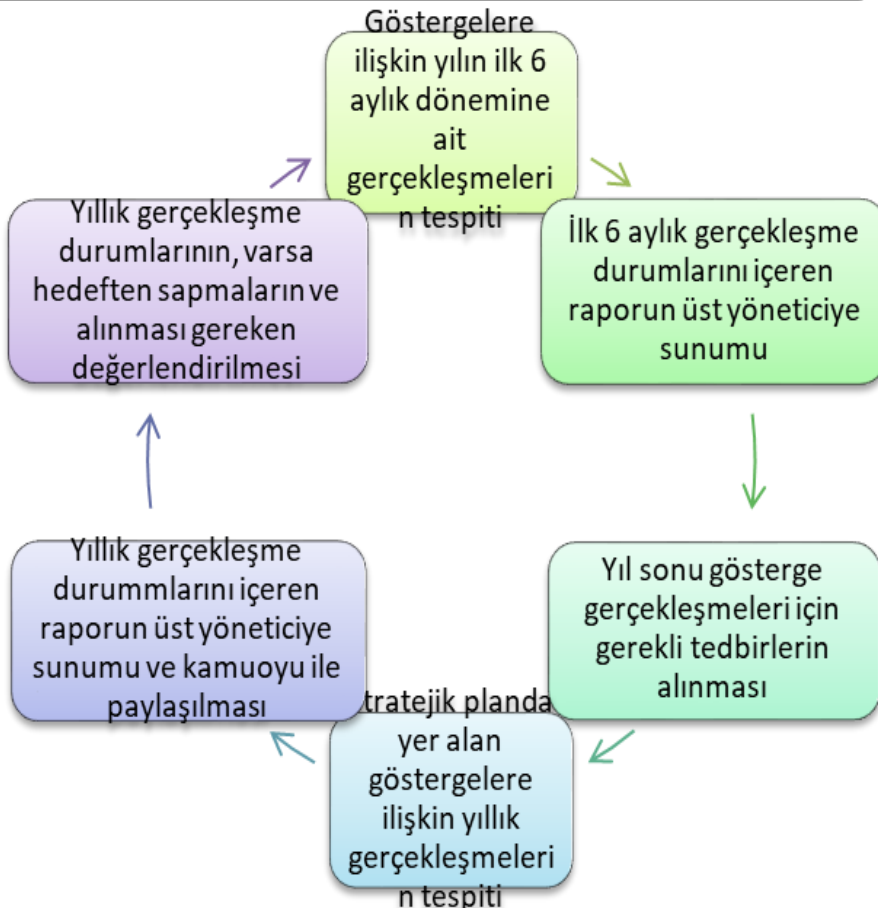 Göstergelere
ilişkin yılın ilk 6
aylık dönemine
ait
gerçekleşmeleri
n tespiti
İlk 6 aylık gerçekleşme
durumlarını içeren
raporun üst yöneticiye
sunumu
Yıl sonu gösterge
gerçekleşmeleri için
gerekli tedbirlerin
alınması
tratejik planda
yer alan
göstergelere
ilişkin yıllık
gerçekleşmeleri
n tespiti
Yıllık gerçekleşme
durummlarını içeren
raporun üst yöneticiye
sunumu ve kamuoyu ile
paylaşılması
Yıllık gerçekleşme
durumlarının, varsa
hedeften sapmaların ve
alınması gereken
değerlendirilmesi